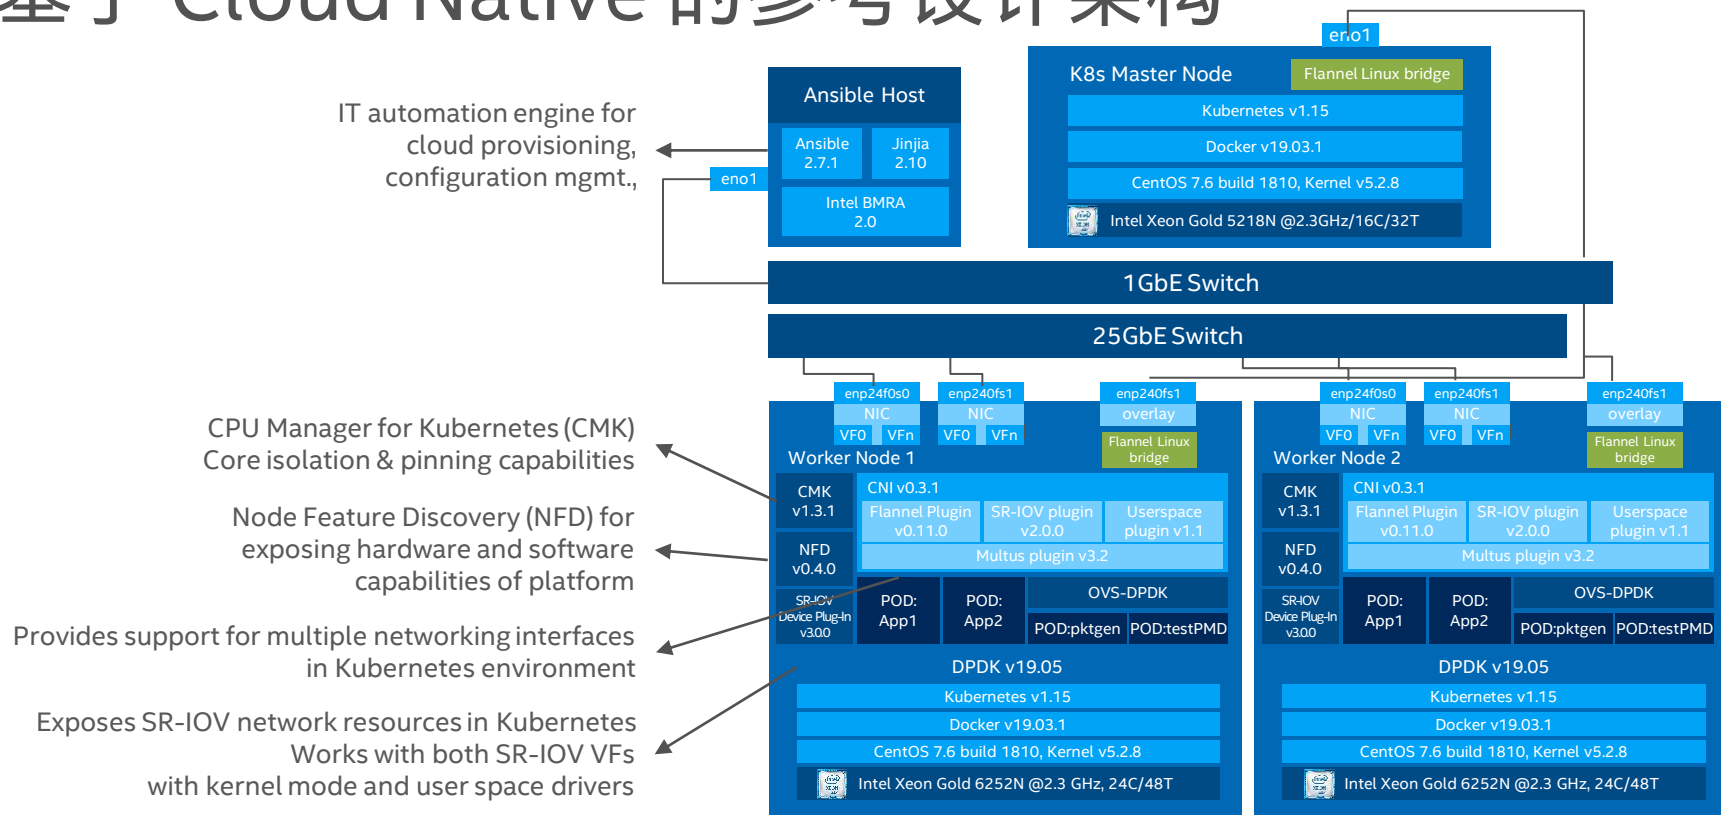 基于 Cloud Native 的参考设计架构
eno1
K8s Master Node
Flannel Linux bridge
Kubernetes v1.15
Docker v19.03.1
CentOS 7.6 build 1810, Kernel v5.2.8
Intel Xeon Gold 5218N @2.3GHz/16C/32T
Ansible Host
Ansible
2.7.1
Jinjia
2.10
Intel BMRA
2.0
eno1
IT automation engine for
cloud provisioning,
configuration mgmt.,
1GbE Switch
25GbE Switch
CPU Manager for Kubernetes (CMK)
Core isolation & pinning capabilities
Node Feature Discovery (NFD) for
exposing hardware and software
capabilities of platform
Provides support for multiple networking interfaces
in Kubernetes environment
Exposes SR-IOV network resources in Kubernetes
Works with both SR-IOV VFs
with kernel mode and user space drivers
enp24f0s0
NIC
VF0 VFn
enp240fs1
NIC
VF0 VFn
enp240fs1
overlay
Flannel Linux
bridge
Worker Node 1
CMK
v1.3.1
NFD
v0.4.0
SR-IOV
Device Plug-In
v3.0.0
CNI v0.3.1
Flannel Plugin
v0.11.0
SR-IOV plugin
v2.0.0
Userspace
plugin v1.1
Multus plugin v3.2
POD:
App1
POD:
App2
OVS-DPDK
POD:pktgen
POD:testPMD
DPDK v19.05
Kubernetes v1.15
Docker v19.03.1
CentOS 7.6 build 1810, Kernel v5.2.8
Intel Xeon Gold 6252N @2.3 GHz, 24C/48T
enp24f0s0
NIC
VF0 VFn
enp240fs1
NIC
VF0 VFn
enp240fs1
overlay
Flannel Linux
bridge
Worker Node 2
CMK
v1.3.1
NFD
v0.4.0
SR-IOV
Device Plug-In
v3.0.0
CNI v0.3.1
Flannel Plugin
v0.11.0
SR-IOV plugin
v2.0.0
Userspace
plugin v1.1
Multus plugin v3.2
POD:
App1
POD:
App2
OVS-DPDK
POD:pktgen
POD:testPMD
DPDK v19.05
Kubernetes v1.15
Docker v19.03.1
CentOS 7.6 build 1810, Kernel v5.2.8
Intel Xeon Gold 6252N @2.3 GHz, 24C/48T